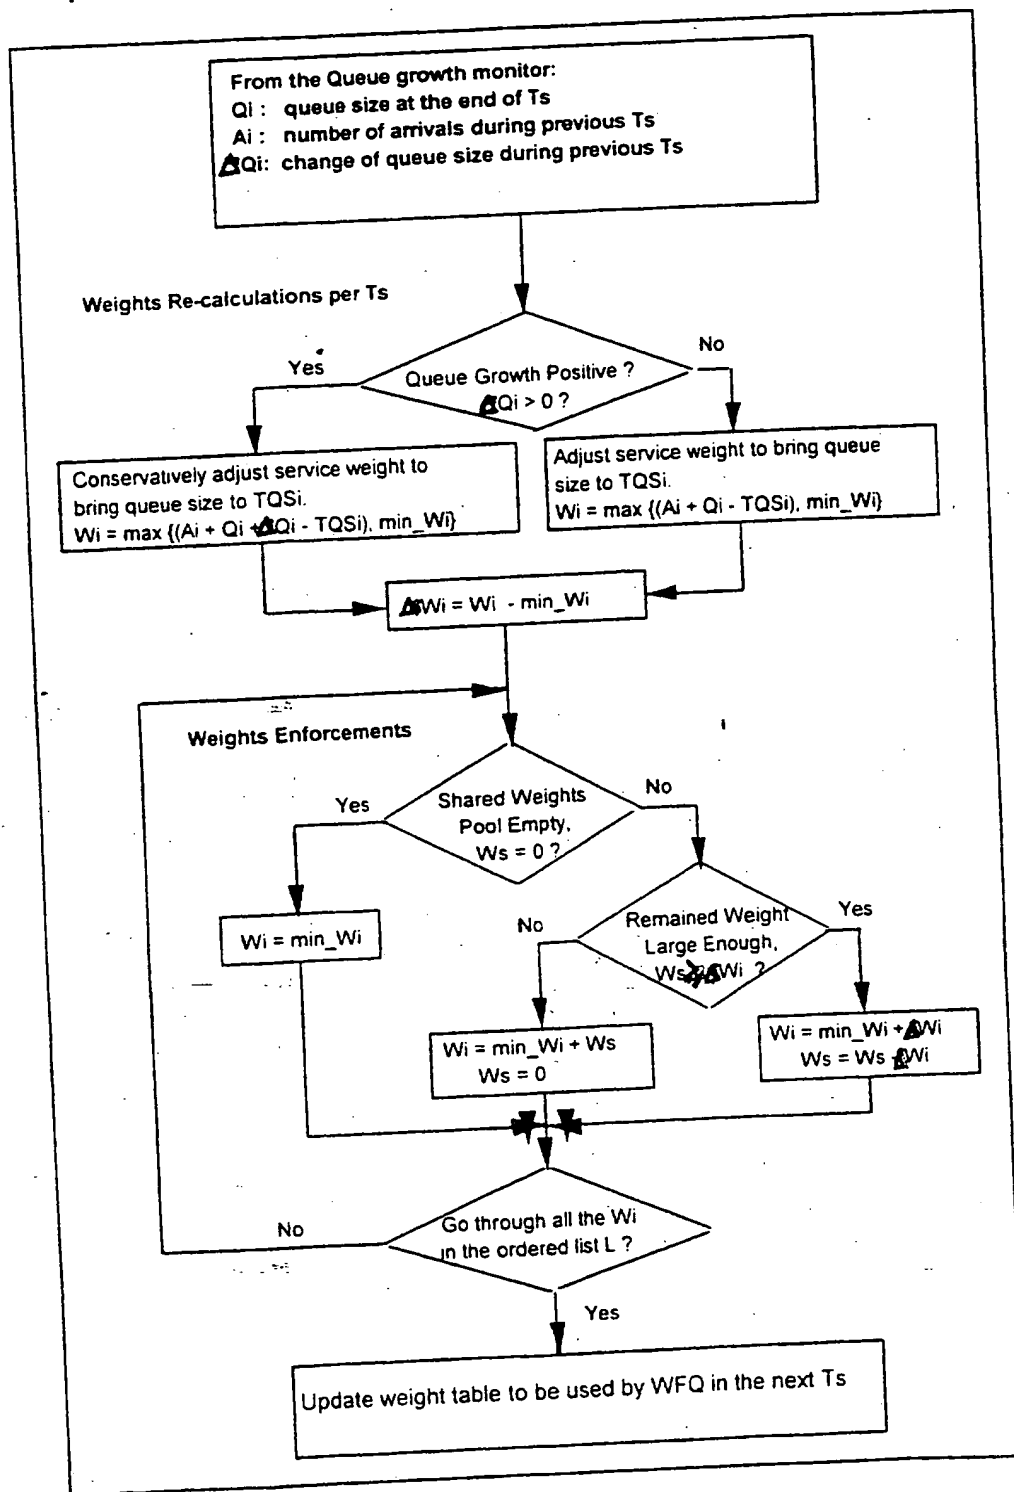 From the Queue growth monitor:
Qi : queue size at the end of Ts
Ai : number of arrivals during previous Ts
ΔQi: change of queue size during previous Ts
Weights Re-calculations per Ts
Yes
No
Queue Growth Positive ?
ΔQi > 0 ?
Conservatively adjust service weight to
bring queue size to TQSi.
Wi = max {(Ai + Qi + ΔQi - TQSi), min_Wi}
Adjust service weight to bring queue
size to TQSi.
Wi = max {(Ai + Qi - TQSi), min_Wi}
ΔWi = Wi - min_Wi
Weights Enforcements
Yes
No
Shared Weights
Pool Empty,
Ws = 0 ?
Wi = min_Wi
No
Yes
Remained Weight
Large Enough,
Ws ΔWi ?
Wi = min_Wi + Ws
Ws = 0
Wi = min_Wi + ΔWi
Ws = Ws - ΔWi
No
Go through all the Wi
in the ordered list L ?
Yes
Update weight table to be used by WFQ in the next Ts